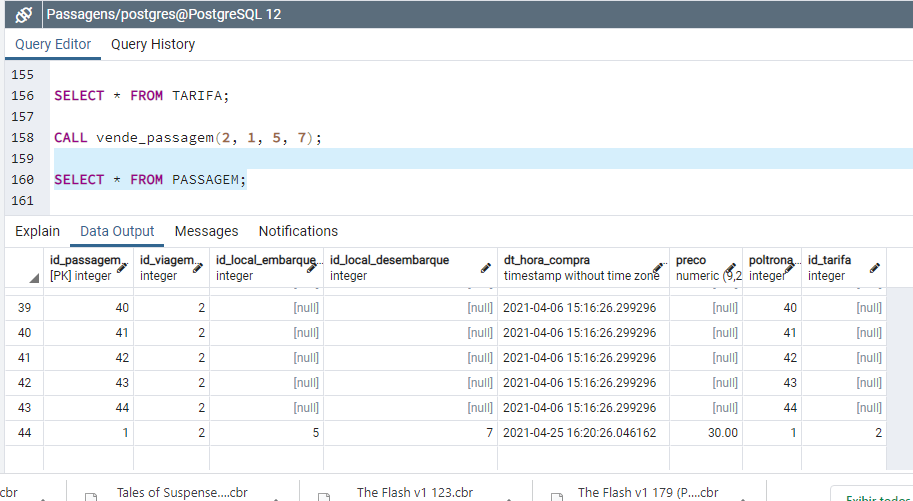 Passagens/postgres@PostgreSQL 12
Query Editor Query History
155
156 SELECT * FROM TARIFA;
157
158 CALL vende_passagem(2, 1, 5, 7);
159
160 SELECT * FROM PASSAGEM;
161
Explain Data Output Messages Notifications
id_passagem id_viagem id_local_embarque id_local_desembarque dt_hora_compra preco poltrona id_tarifa
[PK] integer integer integer integer timestamp without time zone numeric (9,2 integer integer
39 40 2 [null] [null] 2021-04-06 15:16:26.299296 [null] 40 [null]
40 41 2 [null] [null] 2021-04-06 15:16:26.299296 [null] 41 [null]
41 42 2 [null] [null] 2021-04-06 15:16:26.299296 [null] 42 [null]
42 43 2 [null] [null] 2021-04-06 15:16:26.299296 [null] 43 [null]
43 44 2 [null] [null] 2021-04-06 15:16:26.299296 [null] 44 [null]
44 1 2 5 7 2021-04-25 16:20:26.046162 30.00 1 2
cbr Tales of Suspense....cbr The Flash v1 123.cbr The Flash v1 179 (P....cbr Exibir todos